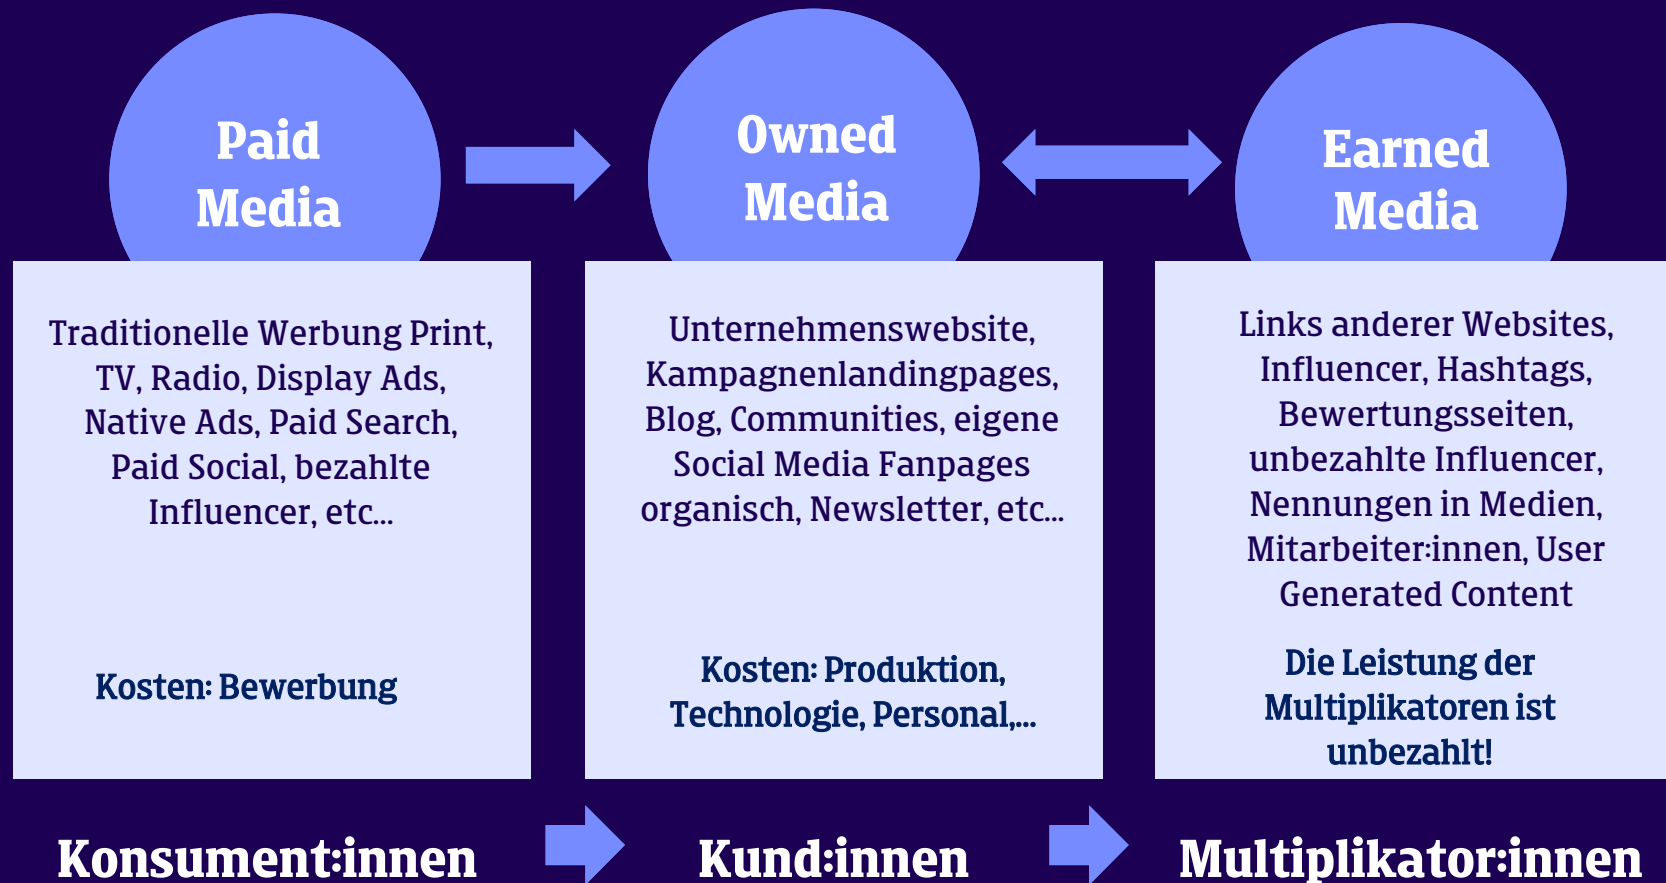 Paid
Media
Owned
Media
Earned
Media
Traditionelle Werbung Print,
TV, Radio, Display Ads,
Native Ads, Paid Search,
Paid Social, bezahlte
Influencer, etc...
Kosten: Bewerbung
Unternehmenswebsite,
Kampagnenlandingpages,
Blog, Communities, eigene
Social Media Fanpages
organisch, Newsletter, etc...
Kosten: Produktion,
Technologie, Personal,...
Links anderer Websites,
Influencer, Hashtags,
Bewertungsseiten,
unbezahlte Influencer,
Nennungen in Medien,
Mitarbeiter:innen, User
Generated Content
Die Leistung der
Multiplikatoren ist
unbezahlt!
Konsument:innen
Kund:innen
Multiplikator:innen